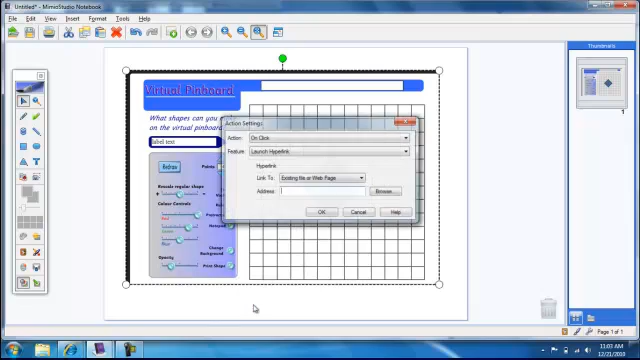 Untitled* - MimioStudio Notebook
File Edit View Insert Format Tools Help
Virtual Pinboard
What shapes can you
on the virtual pinboard
label text
Points
Reveals regular shape
Colour Controls
Red
Blue
Opacity
Change
Background
Print Shape
Action Settings
Action: On Click
Feature: Launch Hyperlink
Hyperlink
Link To: Existing file or Web Page
Address: Browse...
OK Cancel Help
Thumbnails
1
Page 1 of 1
11:03 AM
12/21/2010